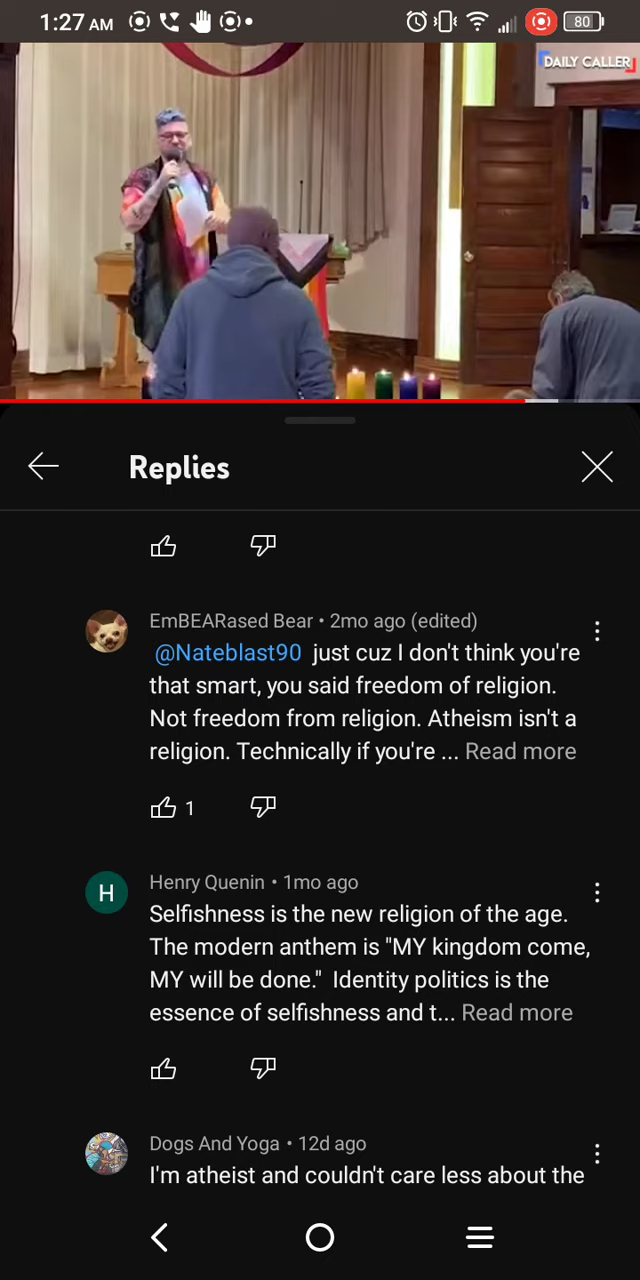 1:27 AM
80
DAILY CALLER
Replies
EmBEARased Bear • 2mo ago (edited)
@Nateblast90 just cuz I don't think you're
that smart, you said freedom of religion.
Not freedom from religion. Atheism isn't a
religion. Technically if you're ... Read more
1
H
Henry Quenin • 1mo ago
Selfishness is the new religion of the age.
The modern anthem is "MY kingdom come,
MY will be done."  Identity politics is the
essence of selfishness and t... Read more
Dogs And Yoga • 12d ago
I'm atheist and couldn't care less about the